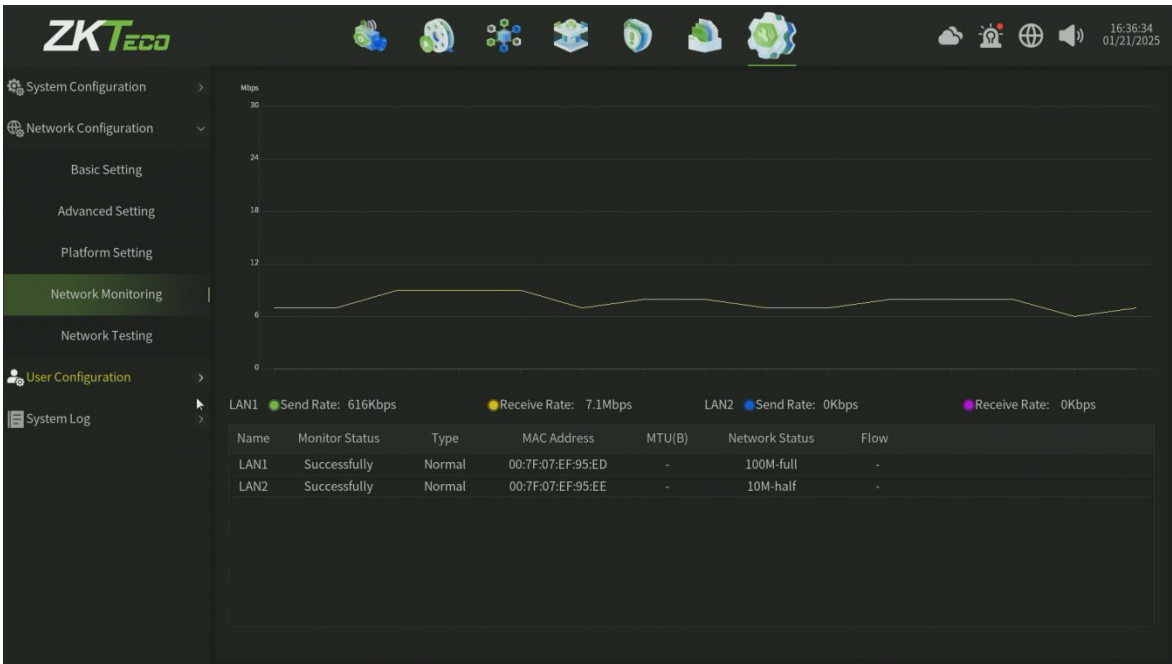 ZKTECO
16:36:34
01/21/2025
System Configuration
Network Configuration
Basic Setting
Advanced Setting
Platform Setting
Network Monitoring
Network Testing
User Configuration
System Log
Mbps
30
24
18
12
6
0
LAN1 Send Rate: 616Kbps Receive Rate: 7.1Mbps LAN2 Send Rate: 0Kbps Receive Rate: 0Kbps
Name Monitor Status Type MAC Address MTU(B) Network Status Flow
LAN1 Successfully Normal 00:7F:07:EF:95:ED - 100M-full -
LAN2 Successfully Normal 00:7F:07:EF:95:EE - 10M-half -